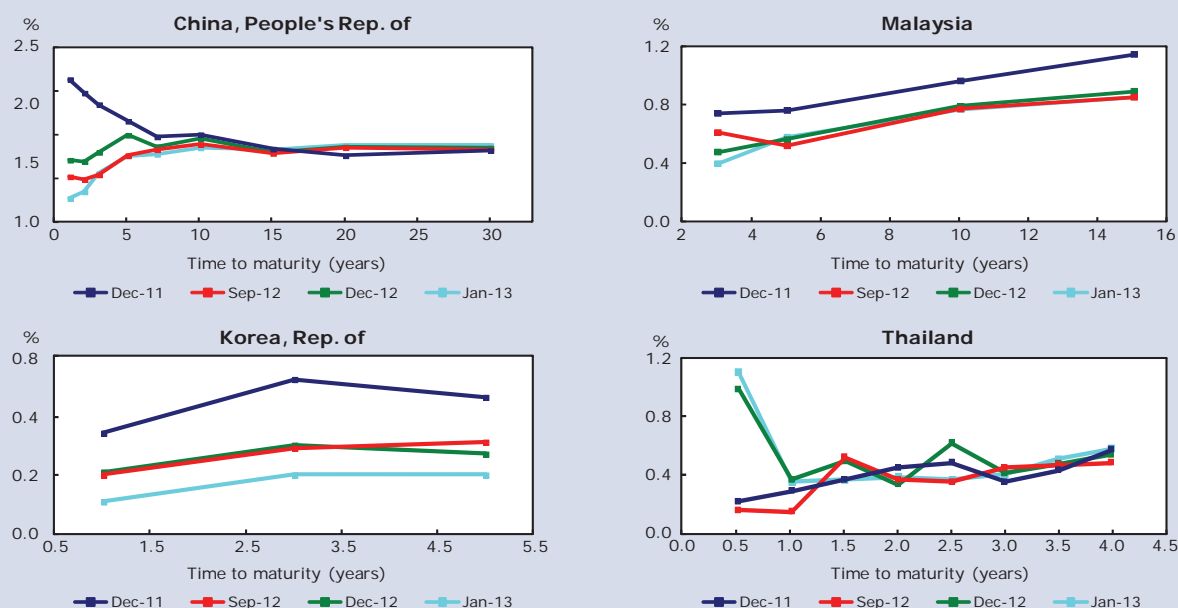 China, People's Rep. of
%
2.5
2.0
1.5
1.0
0 5 10 15 20 25 30
Time to maturity (years)
Dec-11 Sep-12 Dec-12 Jan-13
Malaysia
%
1.2
0.8
0.4
0.0
2 4 6 8 10 12 14 16
Time to maturity (years)
Dec-11 Sep-12 Dec-12 Jan-13
Korea, Rep. of
%
0.8
0.4
0.2
0.0
0.5 1.5 2.5 3.5 4.5 5.5
Time to maturity (years)
Dec-11 Sep-12 Dec-12 Jan-13
Thailand
%
1.2
0.8
0.4
0.0
0.0 0.5 1.0 1.5 2.0 2.5 3.0 3.5 4.0 4.5
Time to maturity (years)
Dec-11 Sep-12 Dec-12 Jan-13